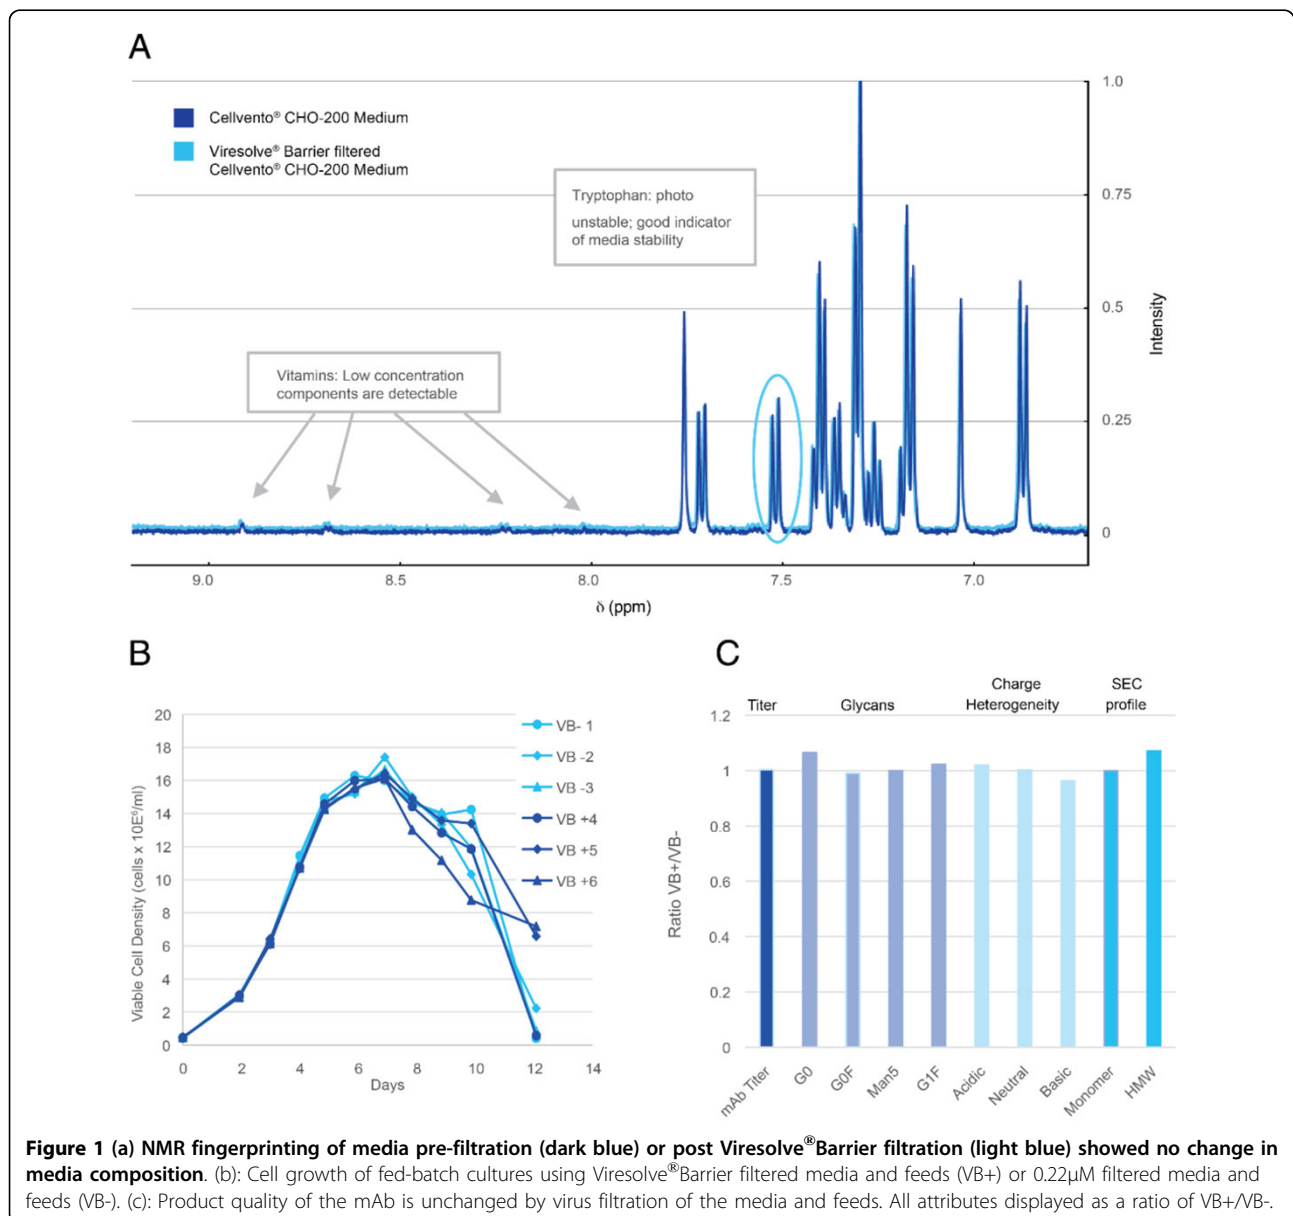 A
Cellvento® CHO-200 Medium
Viresolve® Barrier filtered
Cellvento® CHO-200 Medium
Tryptophan: photo
unstable; good indicator
of media stability
Vitamins: Low concentration
components are detectable
1.0
0.75
0.5
0.25
0
Intensity
9.0 8.5 8.0 7.5 7.0
δ (ppm)
B
20
18
16
14
12
10
8
6
4
2
0
Viable Cell Density (cells x 10E⁶/ml)
0 2 4 6 8 10 12 14
Days
VB- 1
VB -2
VB -3
VB +4
VB +5
VB +6
C
Titer
Glycans
Charge
Heterogeneity
SEC
profile
1.2
1
0.8
0.6
0.4
0.2
0
Ratio VB+/VB-
mAb Titer
G0
G0F
Man5
G1F
Acidic
Neutral
Basic
Monomer
HMW
Figure 1 (a) NMR fingerprinting of media pre-filtration (dark blue) or post Viresolve®Barrier filtration (light blue) showed no change in
media composition. (b): Cell growth of fed-batch cultures using Viresolve®Barrier filtered media and feeds (VB+) or 0.22μM filtered media and
feeds (VB-). (c): Product quality of the mAb is unchanged by virus filtration of the media and feeds. All attributes displayed as a ratio of VB+/VB-.